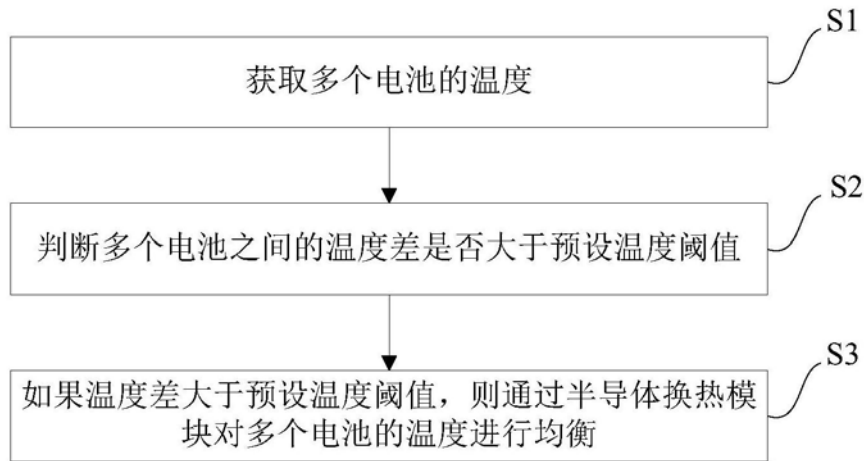 S1
获取多个电池的温度
S2
判断多个电池之间的温度差是否大于预设温度阈值
S3
如果温度差大于预设温度阈值，则通过半导体换热模
块对多个电池的温度进行均衡